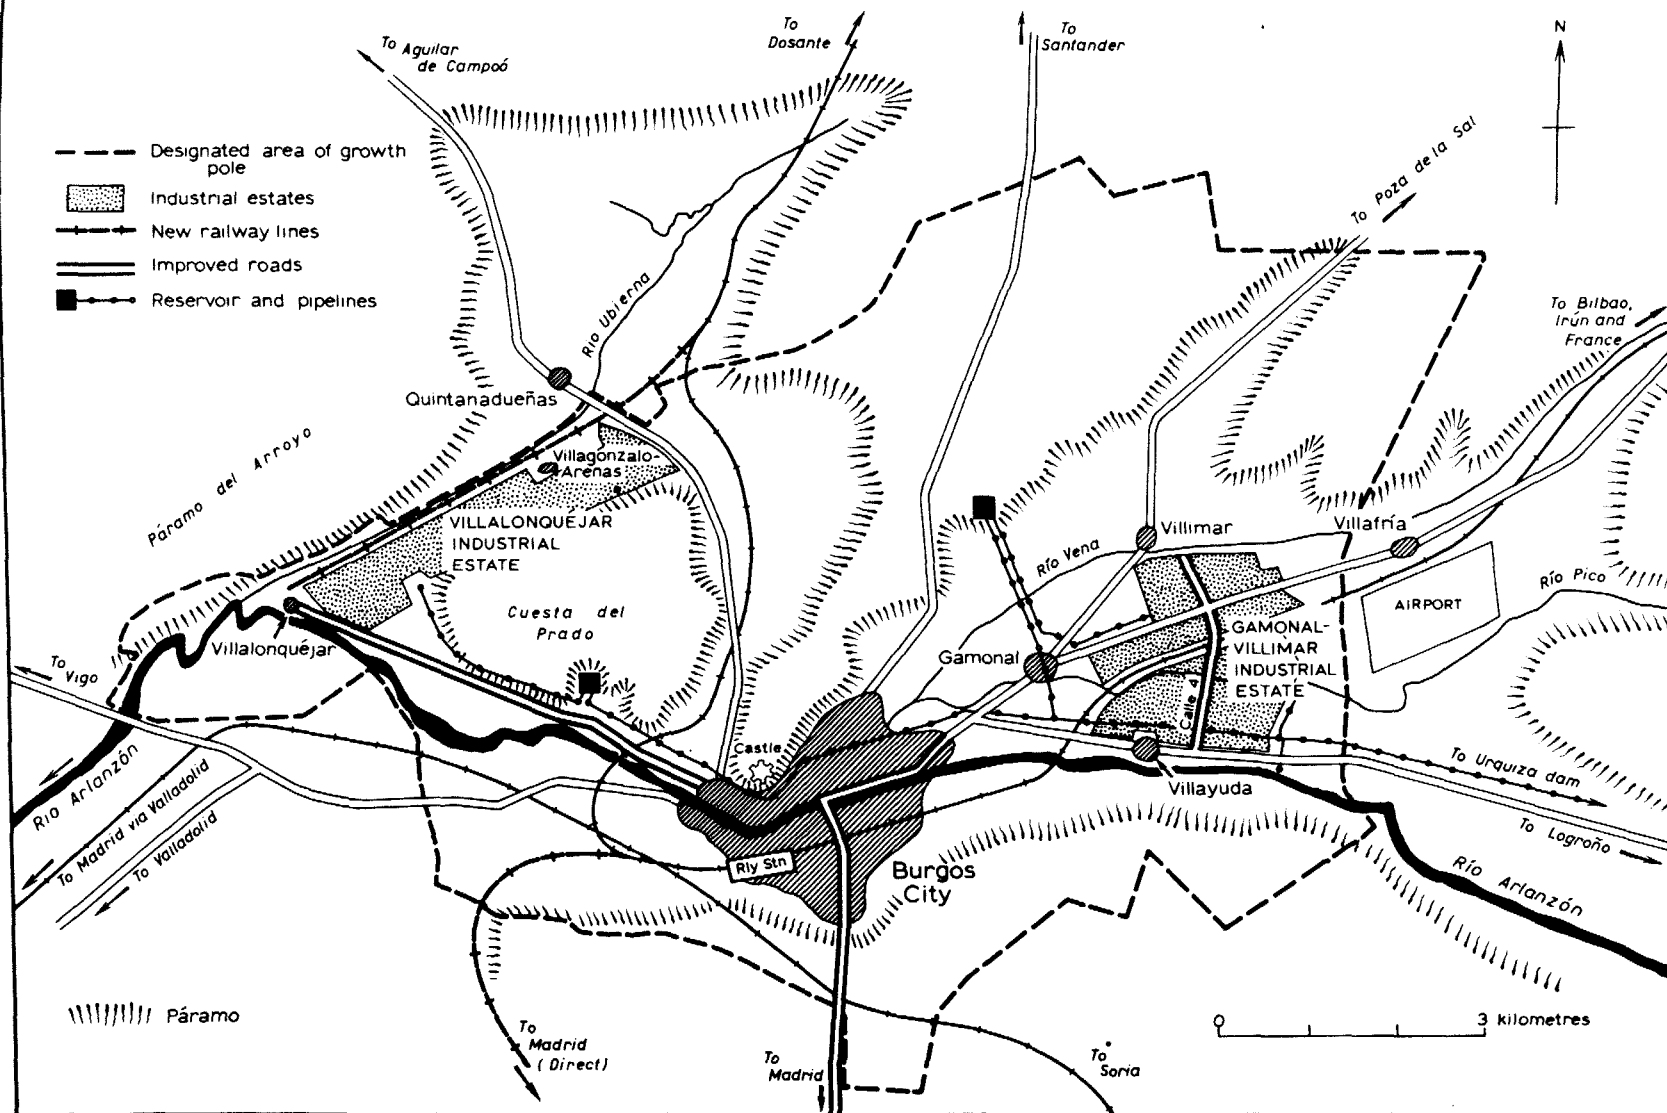 To Aguilar
de Campoó
To
Dosante
To
Santander
N
To Poza de la Sal
To Bilbao,
Irún and
France
Designated area of growth
pole
Industrial estates
New railway lines
Improved roads
Reservoir and pipelines
Río Ubierna
Quintanadueñas
Páramo del Arroyo
Villagonzalo-
Arenas
VILLALONQUÉJAR
INDUSTRIAL
ESTATE
Cuesta del
Prado
Villalonquéjar
To
Vigo
Río Arlanzón
To Madrid via Valladolid
To Valladolid
Castle
Rly Stn
Burgos
City
Gamonal
Río Vena
Villimar
Villafría
Río Pico
AIRPORT
GAMONAL-
VILLIMAR
INDUSTRIAL
ESTATE
Calle 4
Villayuda
To Urquiza dam
To Logroño
Río Arlanzón
Páramo
To
Madrid
(Direct)
To
Madrid
To
Soria
0 3 kilometres